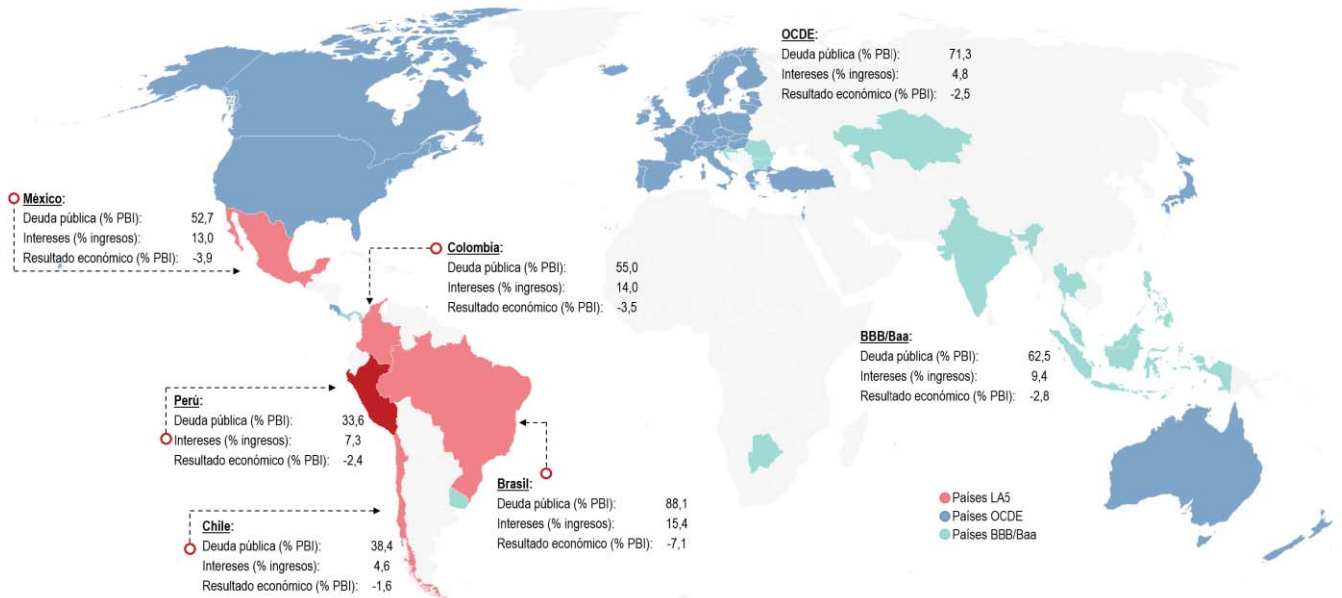 OCDE:
Deuda pública (% PBI): 71,3
Intereses (% ingresos): 4,8
Resultado económico (% PBI): -2,5
México:
Deuda pública (% PBI): 52,7
Intereses (% ingresos): 13,0
Resultado económico (% PBI): -3,9
Colombia:
Deuda pública (% PBI): 55,0
Intereses (% ingresos): 14,0
Resultado económico (% PBI): -3,5
BBB/Baa:
Deuda pública (% PBI): 62,5
Intereses (% ingresos): 9,4
Resultado económico (% PBI): -2,8
Perú:
Deuda pública (% PBI): 33,6
Intereses (% ingresos): 7,3
Resultado económico (% PBI): -2,4
Brasil:
Deuda pública (% PBI): 88,1
Intereses (% ingresos): 15,4
Resultado económico (% PBI): -7,1
Chile:
Deuda pública (% PBI): 38,4
Intereses (% ingresos): 4,6
Resultado económico (% PBI): -1,6
Países LA5
Países OCDE
Países BBB/Baa